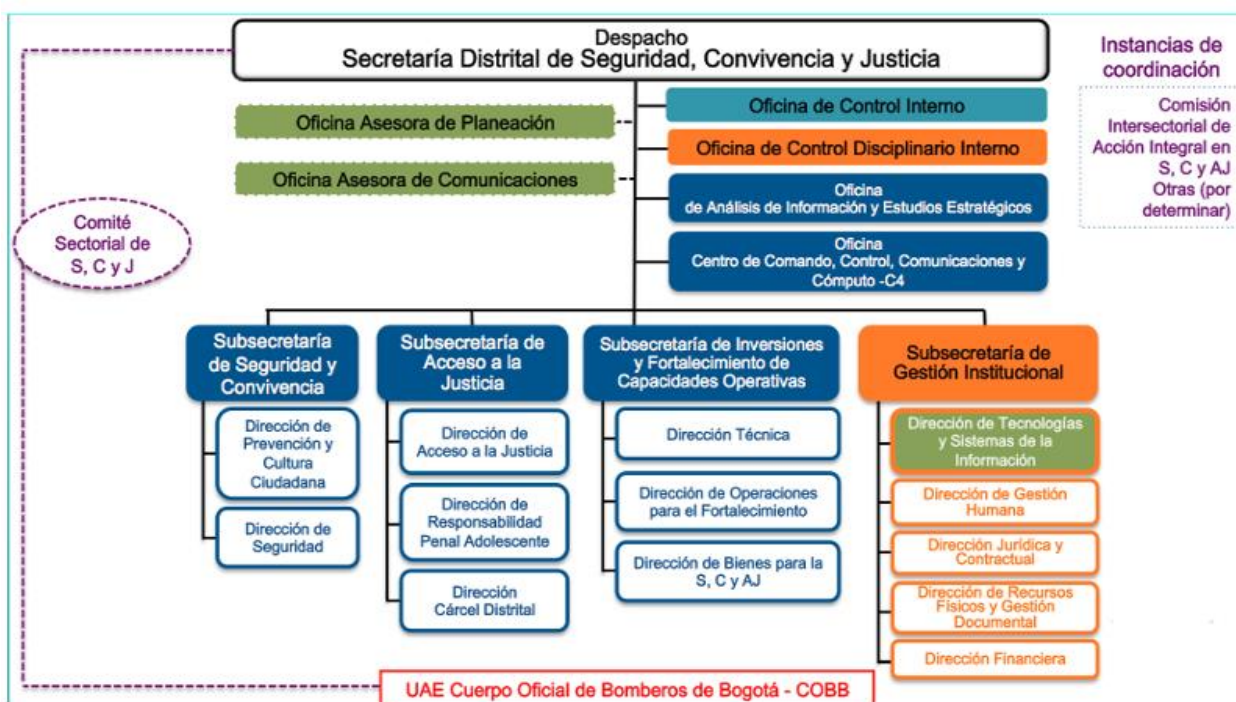 Despacho
Secretaría Distrital de Seguridad, Convivencia y Justicia
Instancias de
coordinación
Comisión
Intersectorial de
Acción Integral en
S, C y AJ
Otras (por
determinar)
Oficina Asesora de Planeación
Oficina Asesora de Comunicaciones
Oficina de Control Interno
Oficina de Control Disciplinario Interno
Oficina
de Análisis de Información y Estudios Estratégicos
Oficina
Centro de Comando, Control, Comunicaciones y
Cómputo -C4
Comité
Sectorial de
S, C y J
Subsecretaría
de Seguridad y
Convivencia
Dirección de
Prevención y
Cultura
Ciudadana
Dirección de
Seguridad
Subsecretaría de
Acceso a la
Justicia
Dirección de
Acceso a la Justicia
Dirección de
Responsabilidad
Penal Adolescente
Dirección
Cárcel Distrital
Subsecretaría de Inversiones
y Fortalecimiento de
Capacidades Operativas
Dirección Técnica
Dirección de Operaciones
para el Fortalecimiento
Dirección de Bienes para la
S, C y AJ
Subsecretaría de
Gestión Institucional
Dirección de Tecnologías
y Sistemas de la
Información
Dirección de Gestión
Humana
Dirección Jurídica y
Contractual
Dirección de Recursos
Físicos y Gestión
Documental
Dirección Financiera
UAE Cuerpo Oficial de Bomberos de Bogotá - COBB